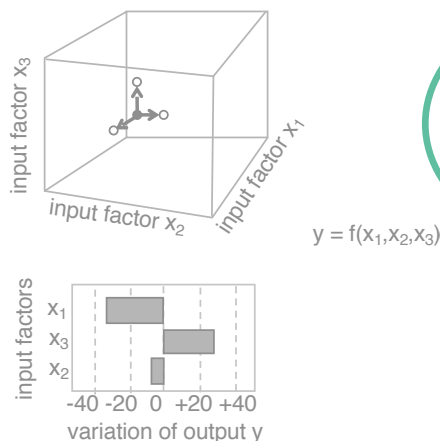 input factor x3
input factor x2
input factor x1
y = f(x1,x2,x3)
input factors
x1
x3
x2
-40 -20 0 +20 +40
variation of output y